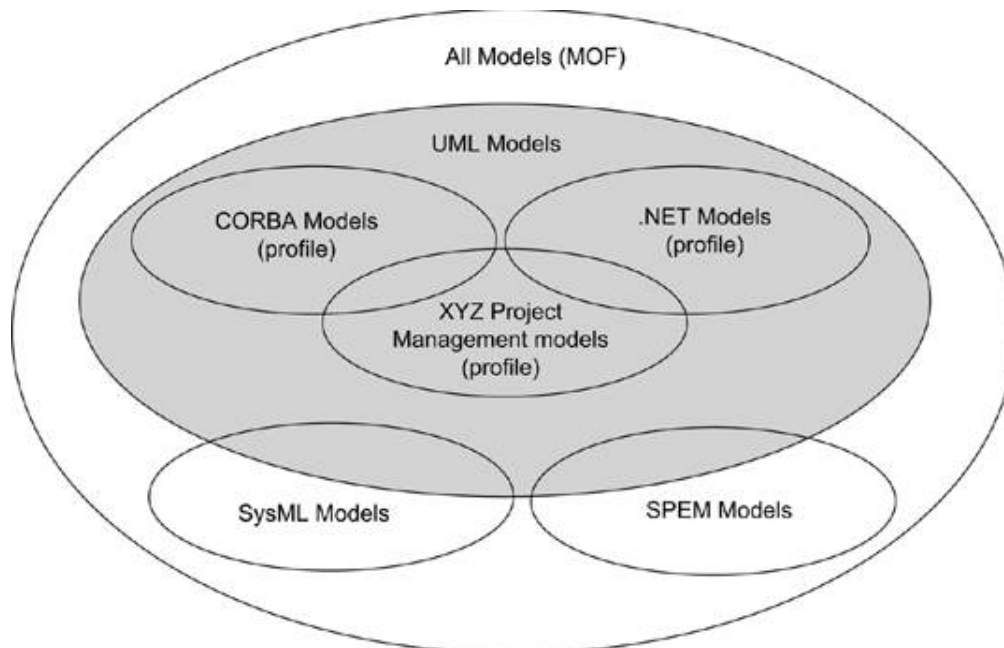 All Models (MOF)
UML Models
CORBA Models
(profile)
.NET Models
(profile)
XYZ Project
Management models
(profile)
SysML Models
SPEM Models